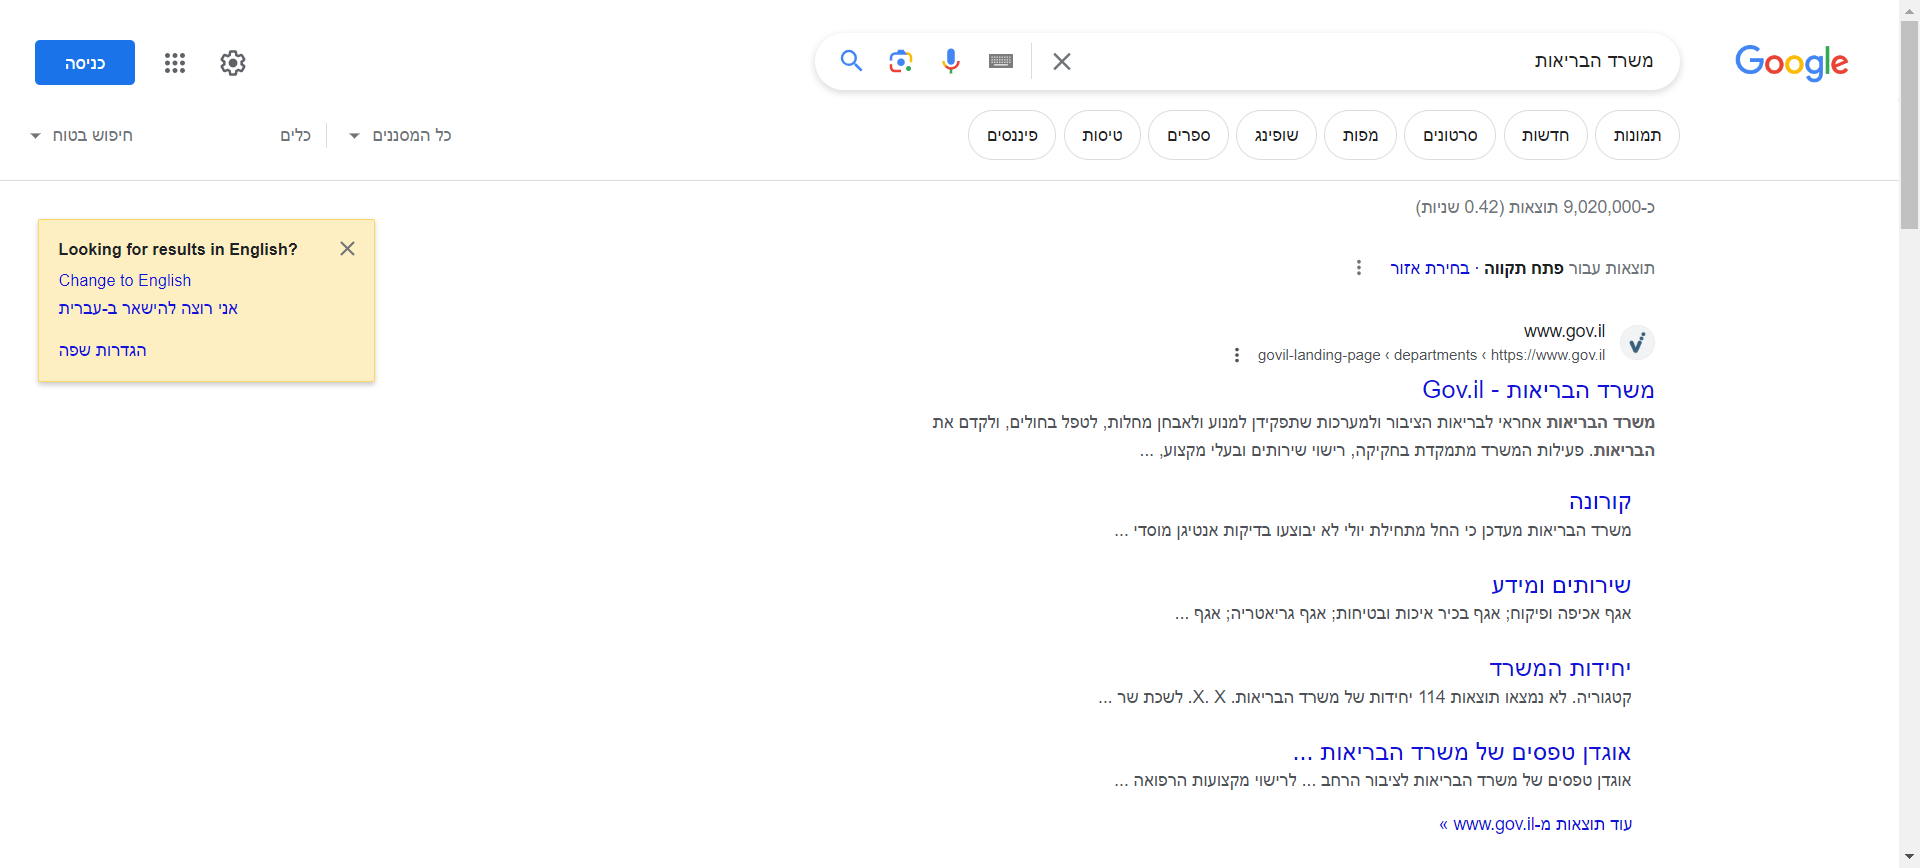 Google
משרד הבריאות
כניסה
תמונות
חדשות
סרטונים
מפות
שופינג
ספרים
טיסות
פיננסים
כל המסננים
כלים
חיפוש בטוח
כ-9,020,000 תוצאות (0.42 שניות)
Looking for results in English?
Change to English
אני רוצה להישאר ב-עברית
הגדרות שפה
תוצאות עבור פתח תקווה · בחירת אזור
www.gov.il
https://www.gov.il › departments › govil-landing-page
משרד הבריאות - Gov.il
משרד הבריאות אחראי לבריאות הציבור ולמערכות שתפקידן למנוע ולאבחן מחלות, לטפל בחולים, ולקדם את
הבריאות. פעילות המשרד מתמקדת בחקיקה, רישוי שירותים ובעלי מקצוע, ...
קורונה
משרד הבריאות מעדכן כי החל מתחילת יולי לא יבוצעו בדיקות אנטיגן מוסדי ...
שירותים ומידע
אגף אכיפה ופיקוח; אגף בכיר איכות ובטיחות; אגף גריאטריה; אגף ...
יחידות המשרד
קטגוריה. לא נמצאו תוצאות 114 יחידות של משרד הבריאות. X. X. לשכת שר ...
אוגדן טפסים של משרד הבריאות ...
אוגדן טפסים של משרד הבריאות לציבור הרחב ... לרישוי מקצועות הרפואה ...
עוד תוצאות מ-www.gov.il »